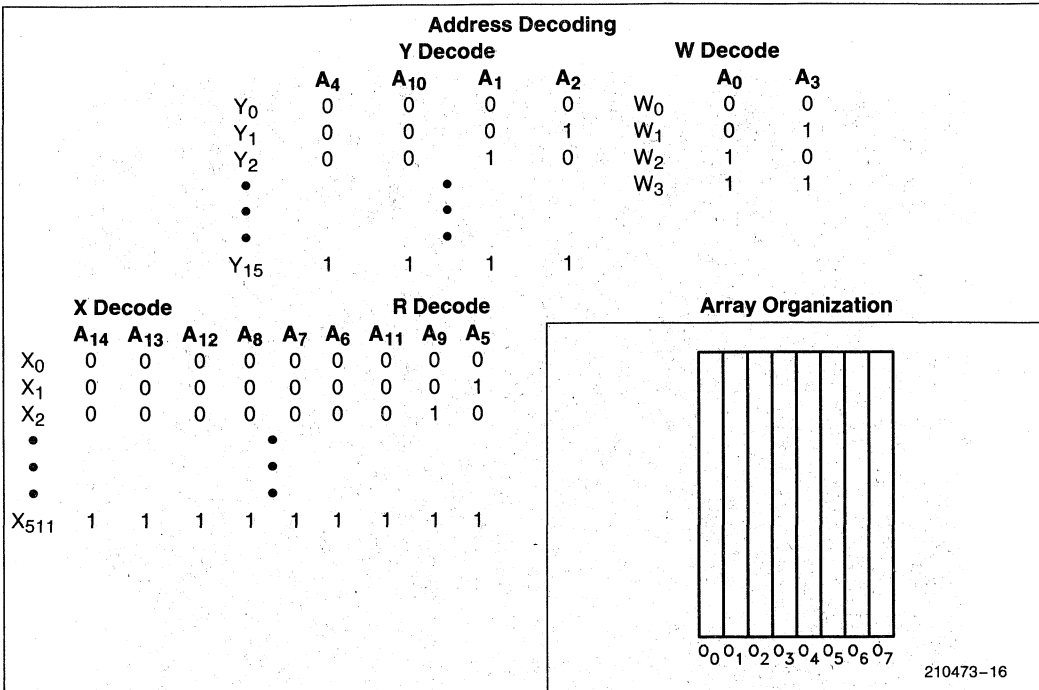 Address Decoding
Y Decode W Decode
A4 A10 A1 A2 A0 A3
Y0 0 0 0 0 W0 0 0
Y1 0 0 0 1 W1 0 1
Y2 0 0 1 0 W2 1 0
W3 1 1
Y15 1 1 1 1
X Decode R Decode
A14 A13 A12 A8 A7 A6 A11 A9 A5
X0 0 0 0 0 0 0 0 0 0
X1 0 0 0 0 0 0 0 0 1
X2 0 0 0 0 0 0 0 1 0
X511 1 1 1 1 1 1 1 1 1
Array Organization
O0 O1 O2 O3 O4 O5 O6 O7
210473–16